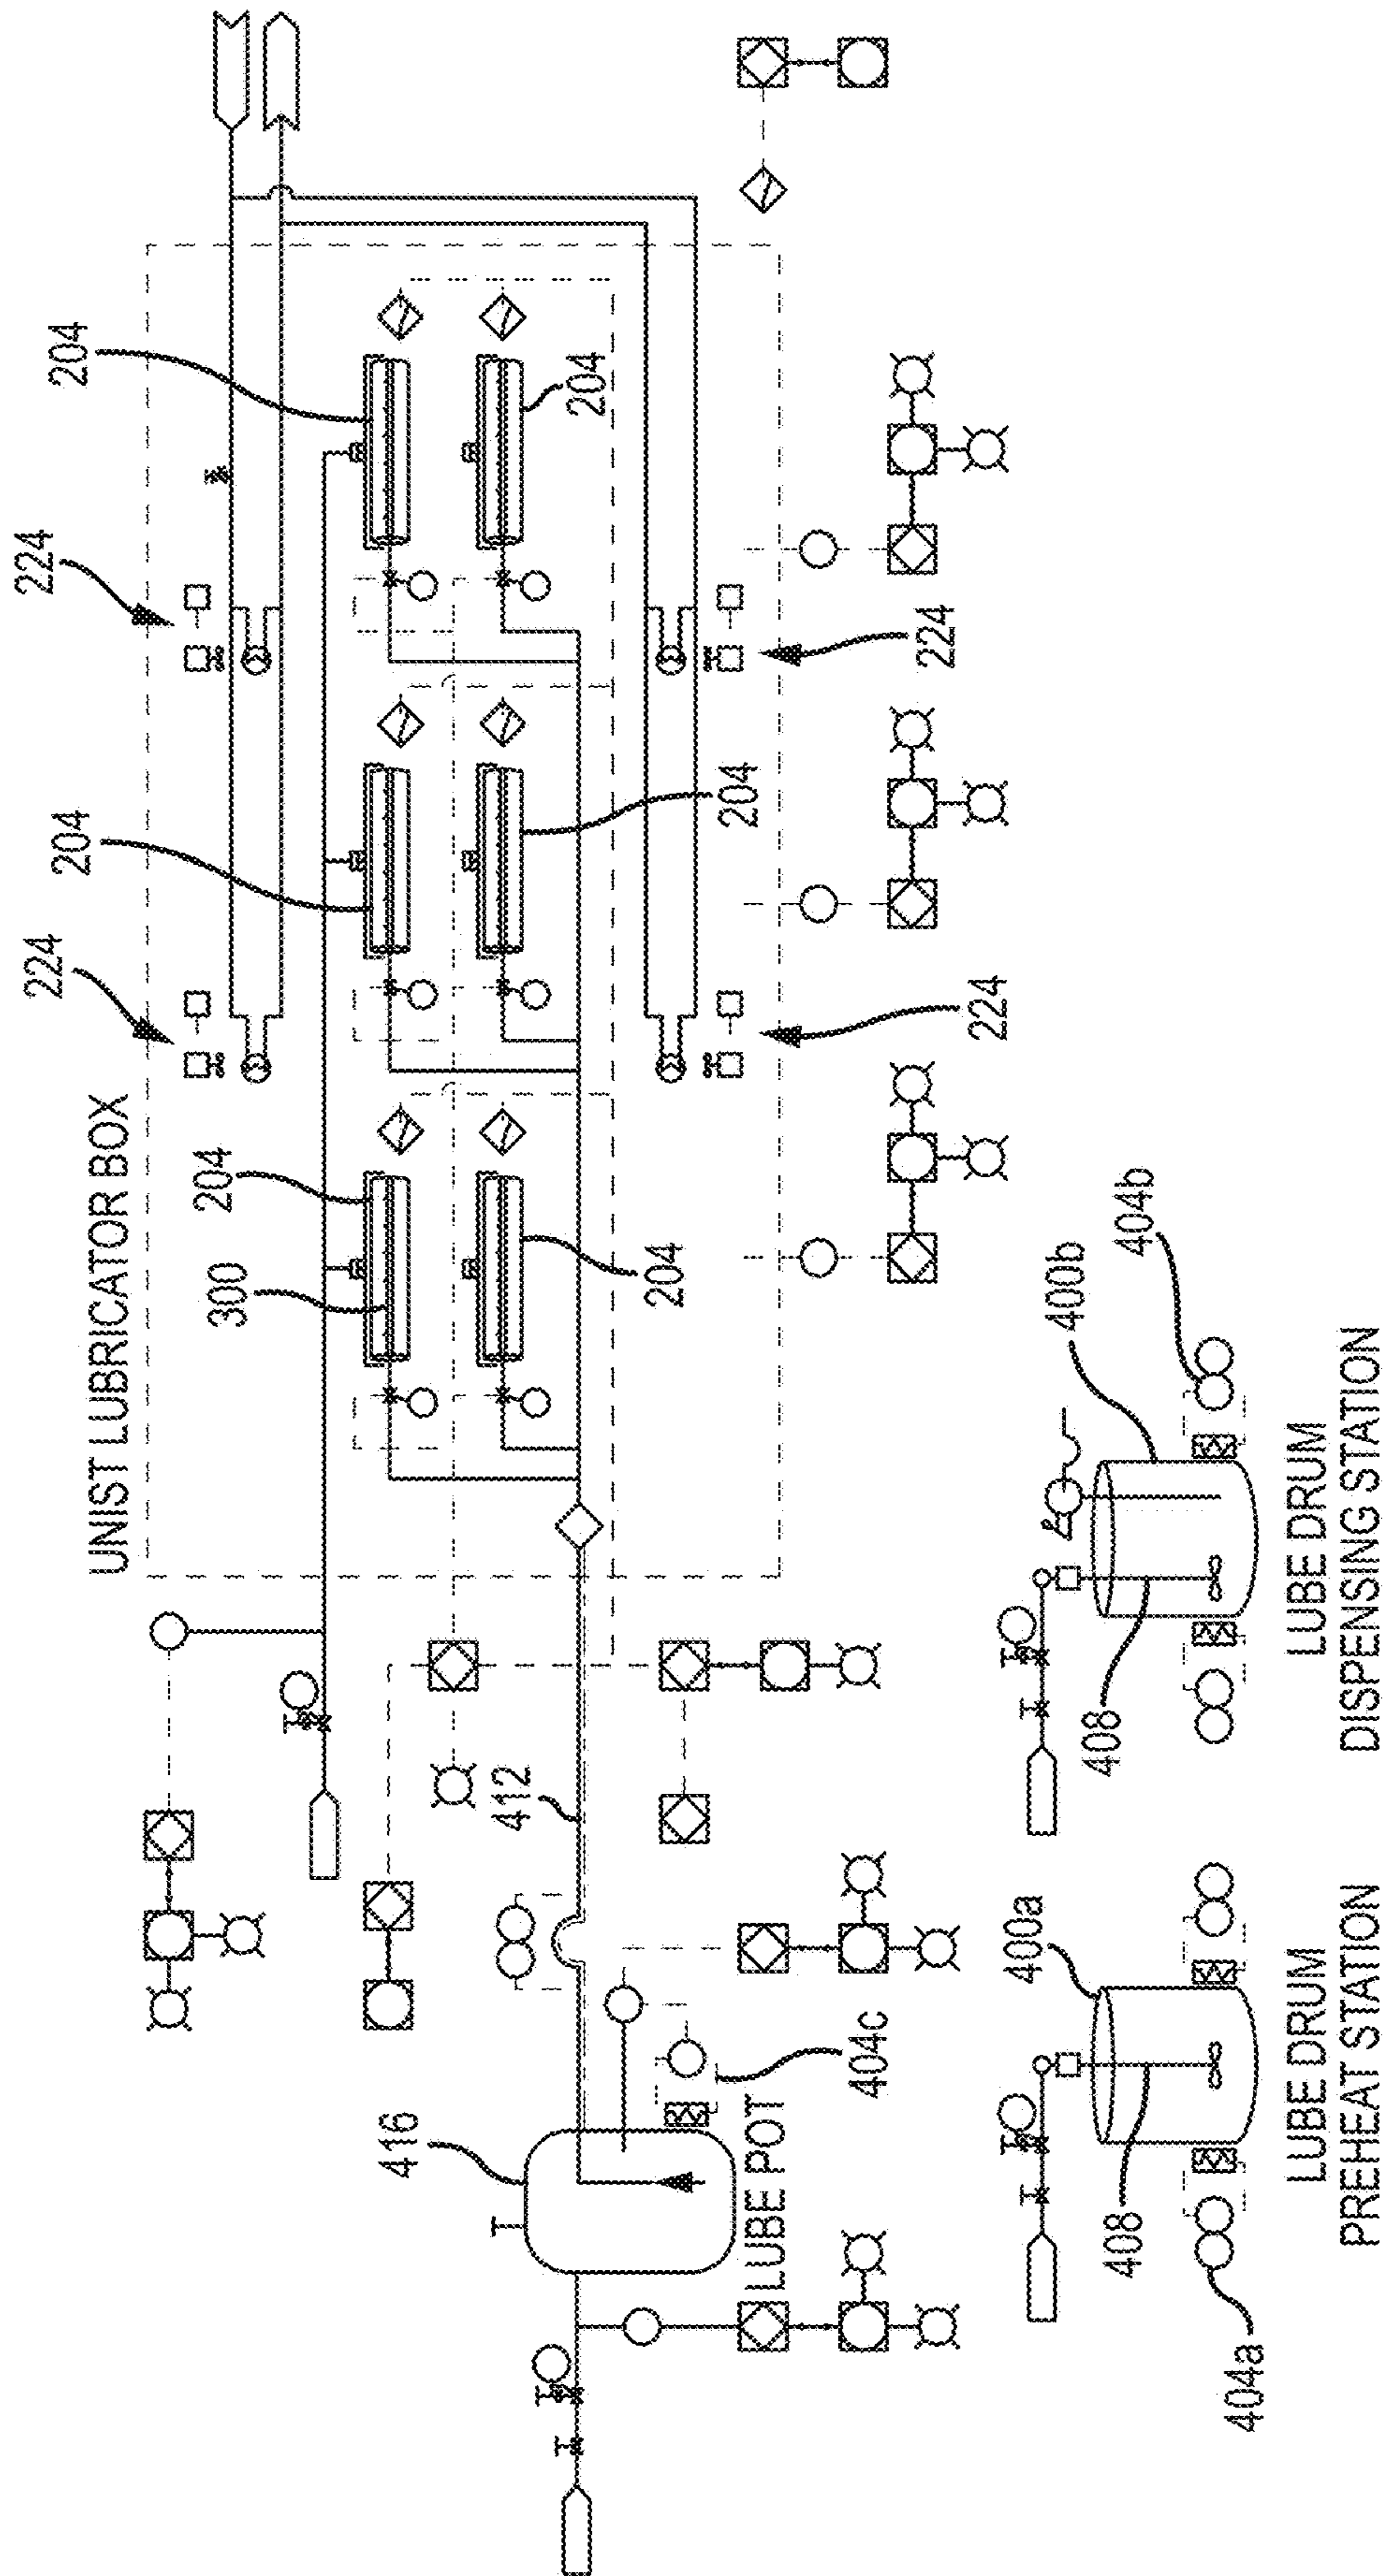 224
224
204
204
UNIST LUBRICATOR BOX
204
300
416
412
204
204
204
LUBE POT
404c
224
224
400a
400b
408
408
404b
404a
LUBE DRUM
PREHEAT STATION
LUBE DRUM
DISPENSING STATION